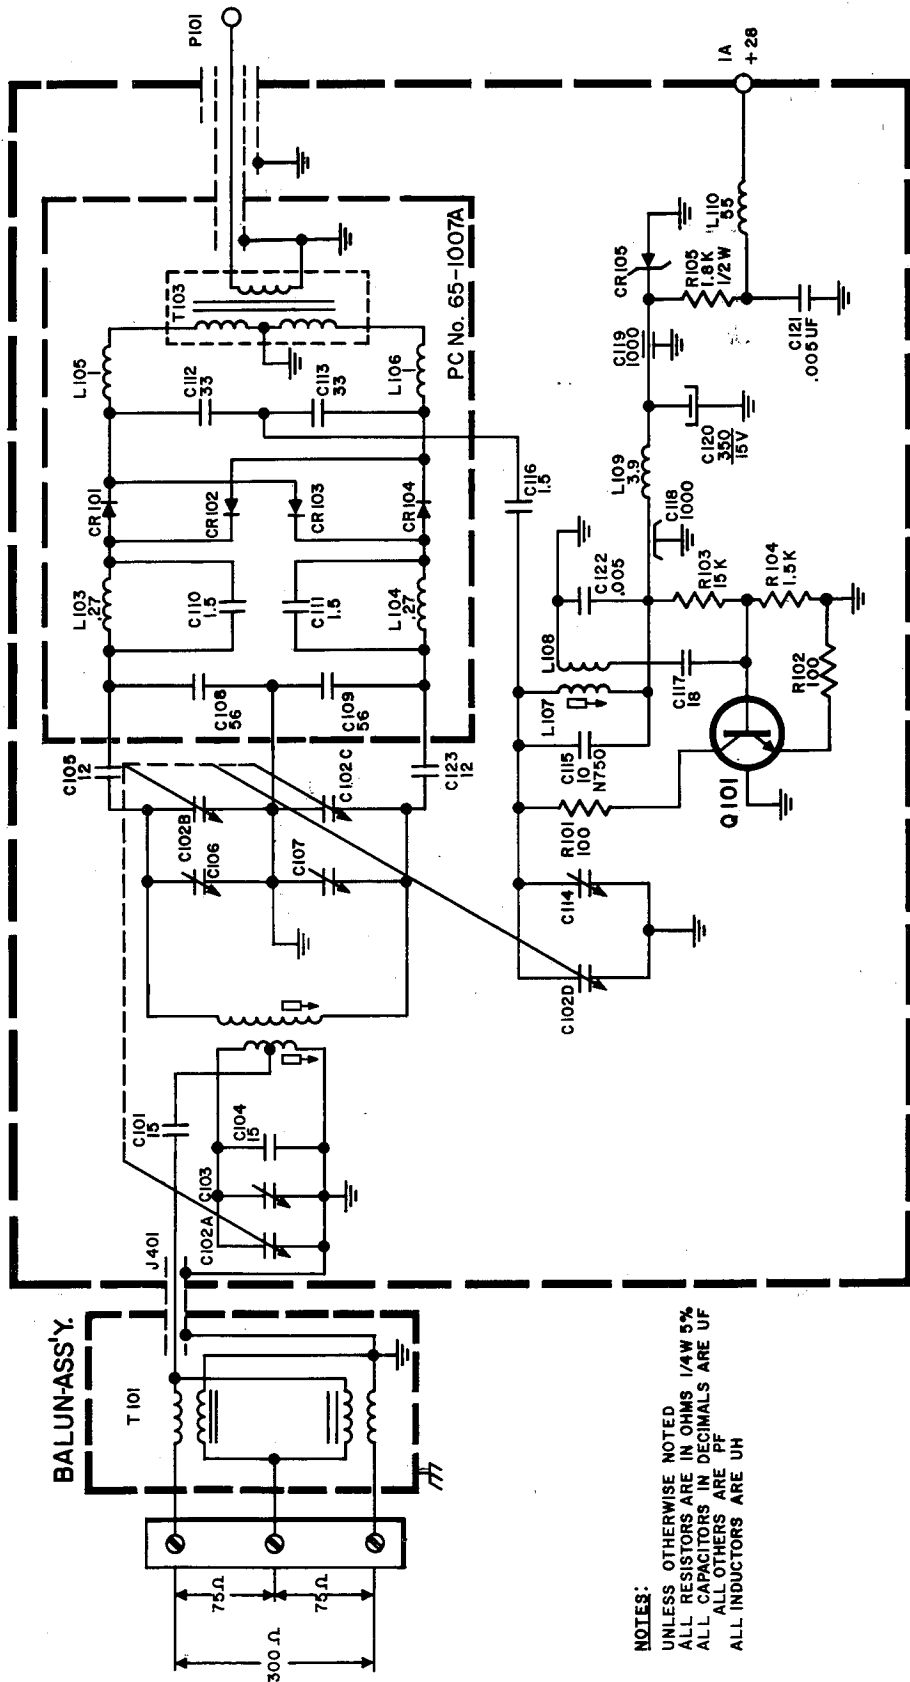 BALUN-ASS'Y.
T101
75Ω
75Ω
300Ω
J401
C101
15
C104
15
C103
C102A
C105
12
C102B
C106
C107
C102C
C123
12
C108
56
C109
56
L103
.27
C110
1.5
C111
1.5
L104
.27
CR101
CR102
CR103
CR104
L105
1
C112
33
C113
33
L106
1
T103
PC No. 65-1007A
P101
C116
1.5
C102D
C114
R101
100
C115
10
N750
L107
L108
C122
.005
C117
18
Q101
R102
100
R103
15K
R104
1.5K
C118
1000
L109
3.9
C120
350
15V
C119
1000
CR105
R105
1.8K
1/2W
L110
55
C121
.005UF
1A
+28
NOTES:
UNLESS OTHERWISE NOTED
ALL RESISTORS ARE IN OHMS 1/4W 5%
ALL CAPACITORS IN DECIMALS ARE UF
ALL OTHERS ARE PF
ALL INDUCTORS ARE UH